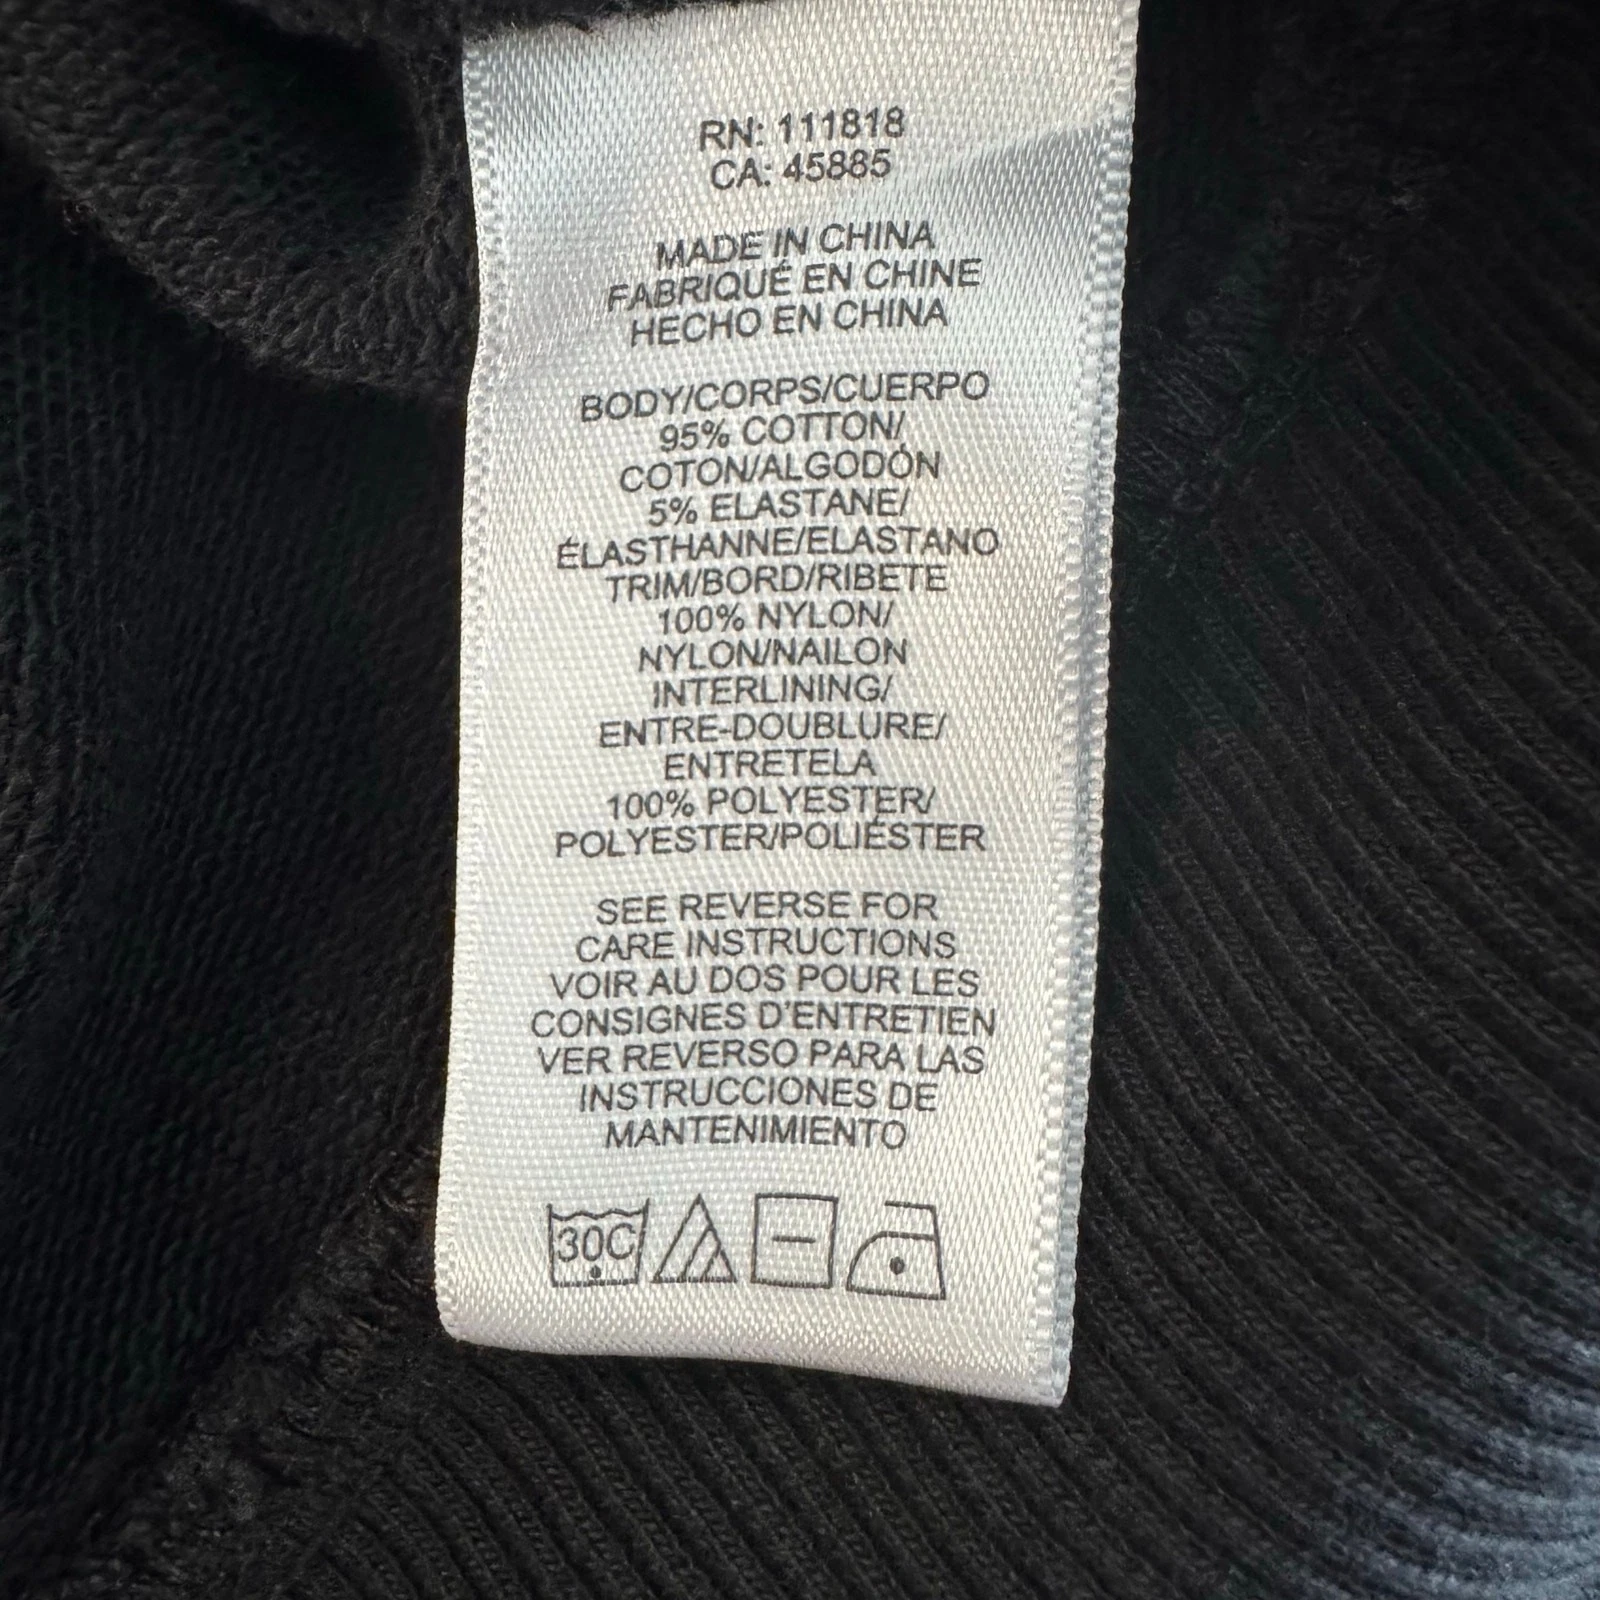 RN: 111818
CA: 45885
MADE IN CHINA
FABRIQUÉ EN CHINE
HECHO EN CHINA
BODY/CORPS/CUERPO
95% COTTON/
COTON/ALGODÓN
5% ELASTANE/
ÉLASTHANNE/ELASTANO
TRIM/BORD/RIBETE
100% NYLON/
NYLON/NAILON
INTERLINING/
ENTRE-DOUBLURE/
ENTRETELA
100% POLYESTER/
POLYESTER/POLIÉSTER
SEE REVERSE FOR
CARE INSTRUCTIONS
VOIR AU DOS POUR LES
CONSIGNES D'ENTRETIEN
VER REVERSO PARA LAS
INSTRUCCIONES DE
MANTENIMIENTO
30C